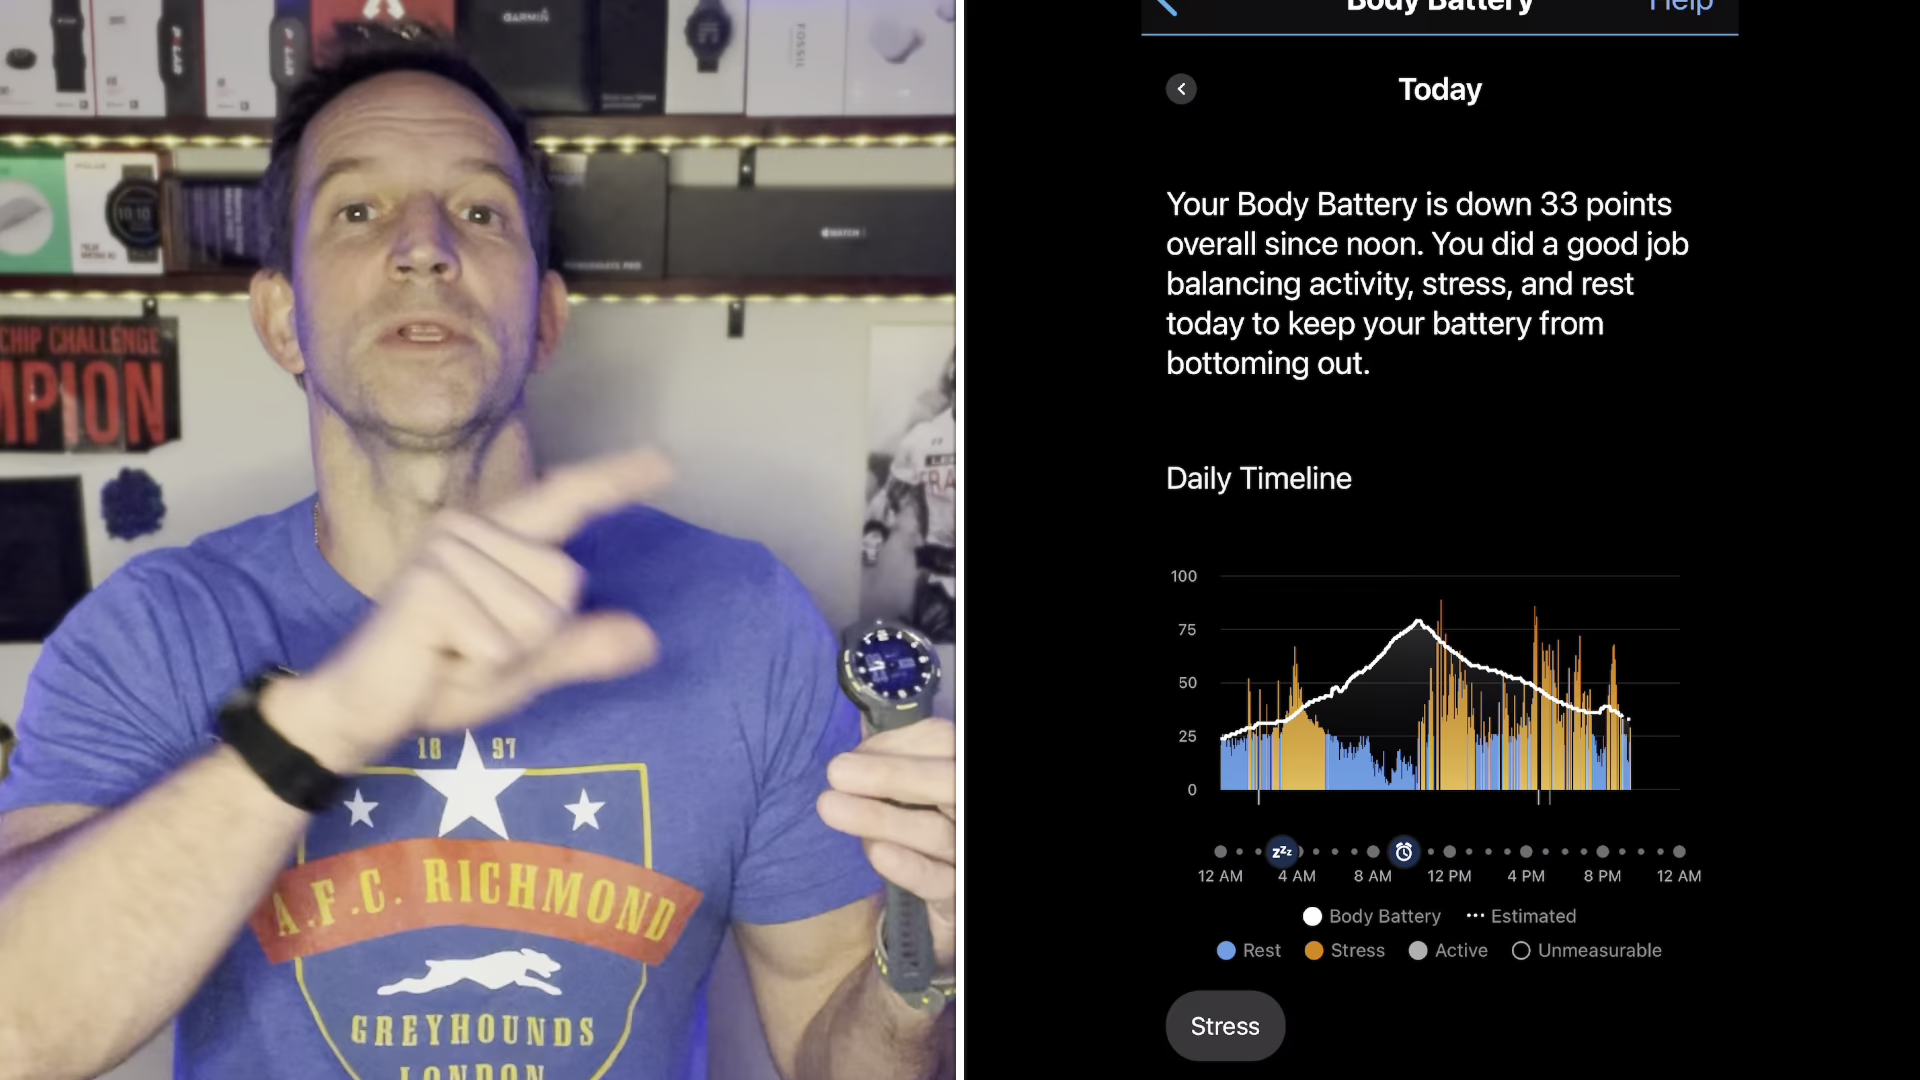 GARMIN
FOSSIL
WATCH
CHIP CHALLENGE
MPION
18 97
A.F.C. RICHMOND
GREYHOUNDS
LONDON
Body Battery
Help
Today
Your Body Battery is down 33 points
overall since noon. You did a good job
balancing activity, stress, and rest
today to keep your battery from
bottoming out.
Daily Timeline
100
75
50
25
0
zzz
12 AM 4 AM 8 AM 12 PM 4 PM 8 PM 12 AM
Body Battery Estimated
Rest Stress Active Unmeasurable
Stress